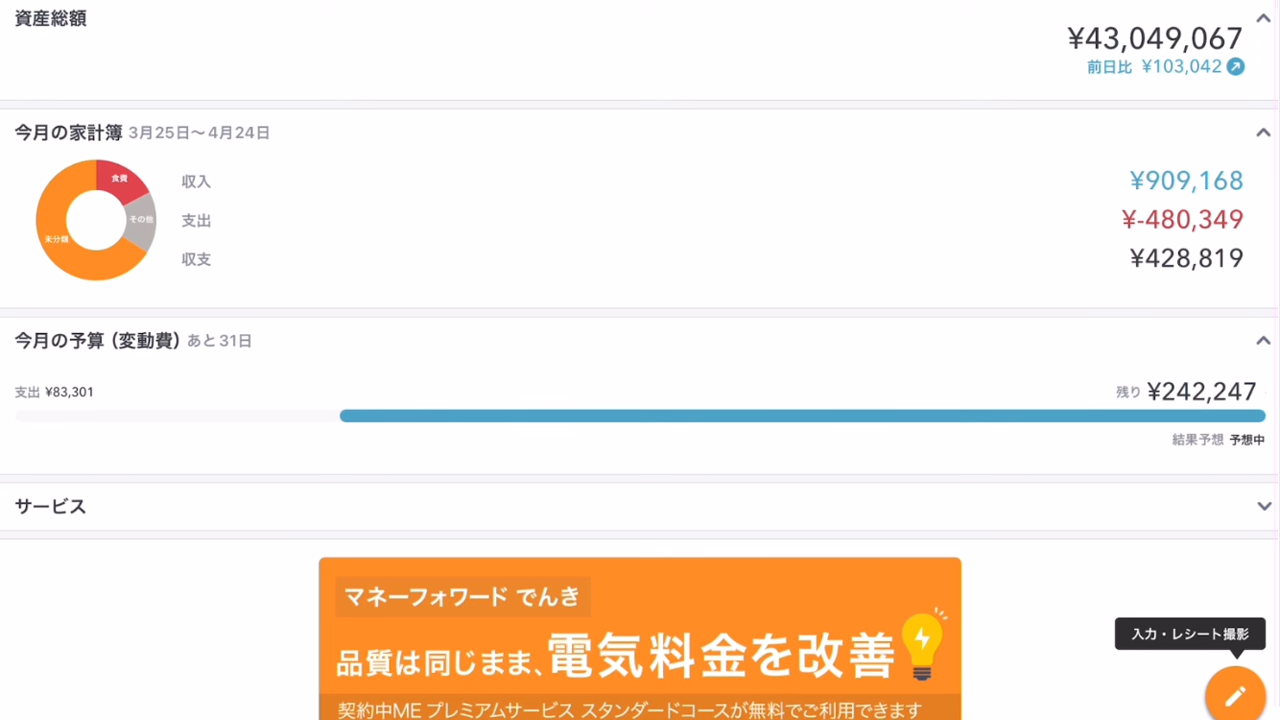 資産総額
¥43,049,067
前日比 ¥103,042
今月の家計簿 3月25日～4月24日
食費
その他
未分類
収入 ¥909,168
支出 ¥-480,349
収支 ¥428,819
今月の予算（変動費） あと31日
支出 ¥83,301
残り ¥242,247
結果予想 予想中
サービス
マネーフォワード でんき
品質は同じまま、電気料金を改善
契約中ME プレミアムサービス スタンダードコースが無料でご利用できます
入力・レシート撮影